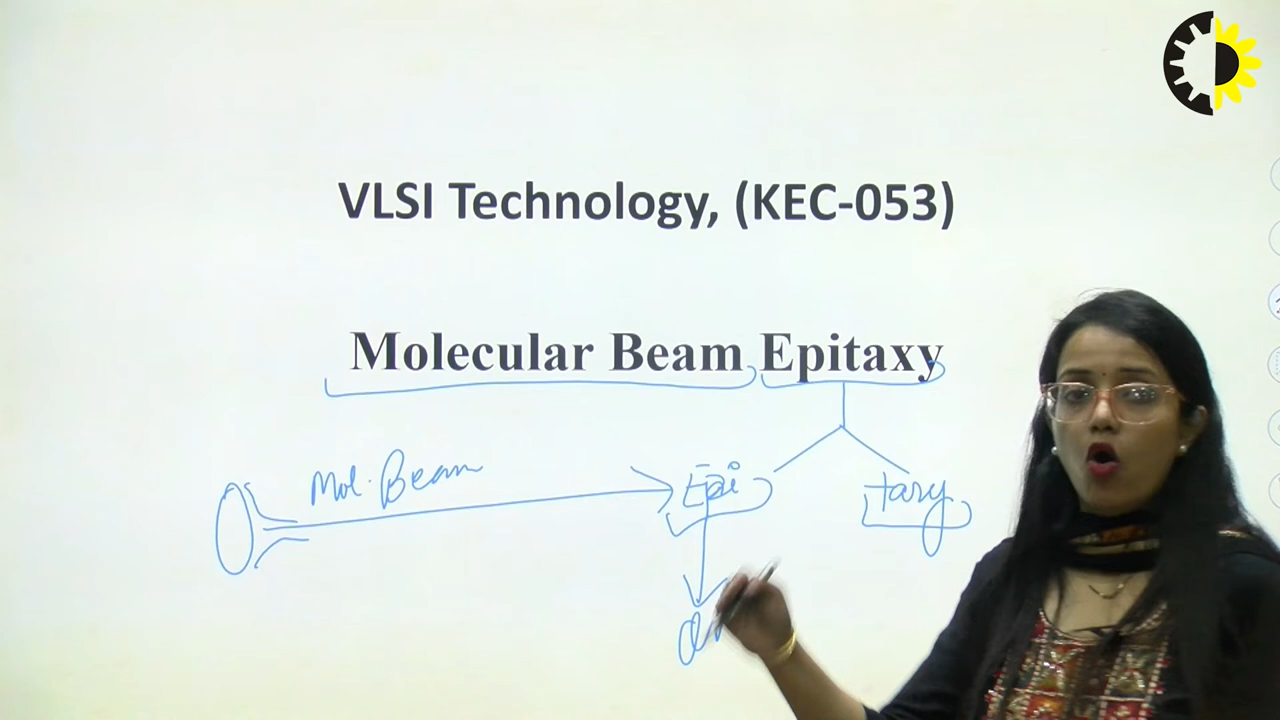 VLSI Technology, (KEC-053)
Molecular Beam Epitaxy
Mol. Beam
Epi
taxy